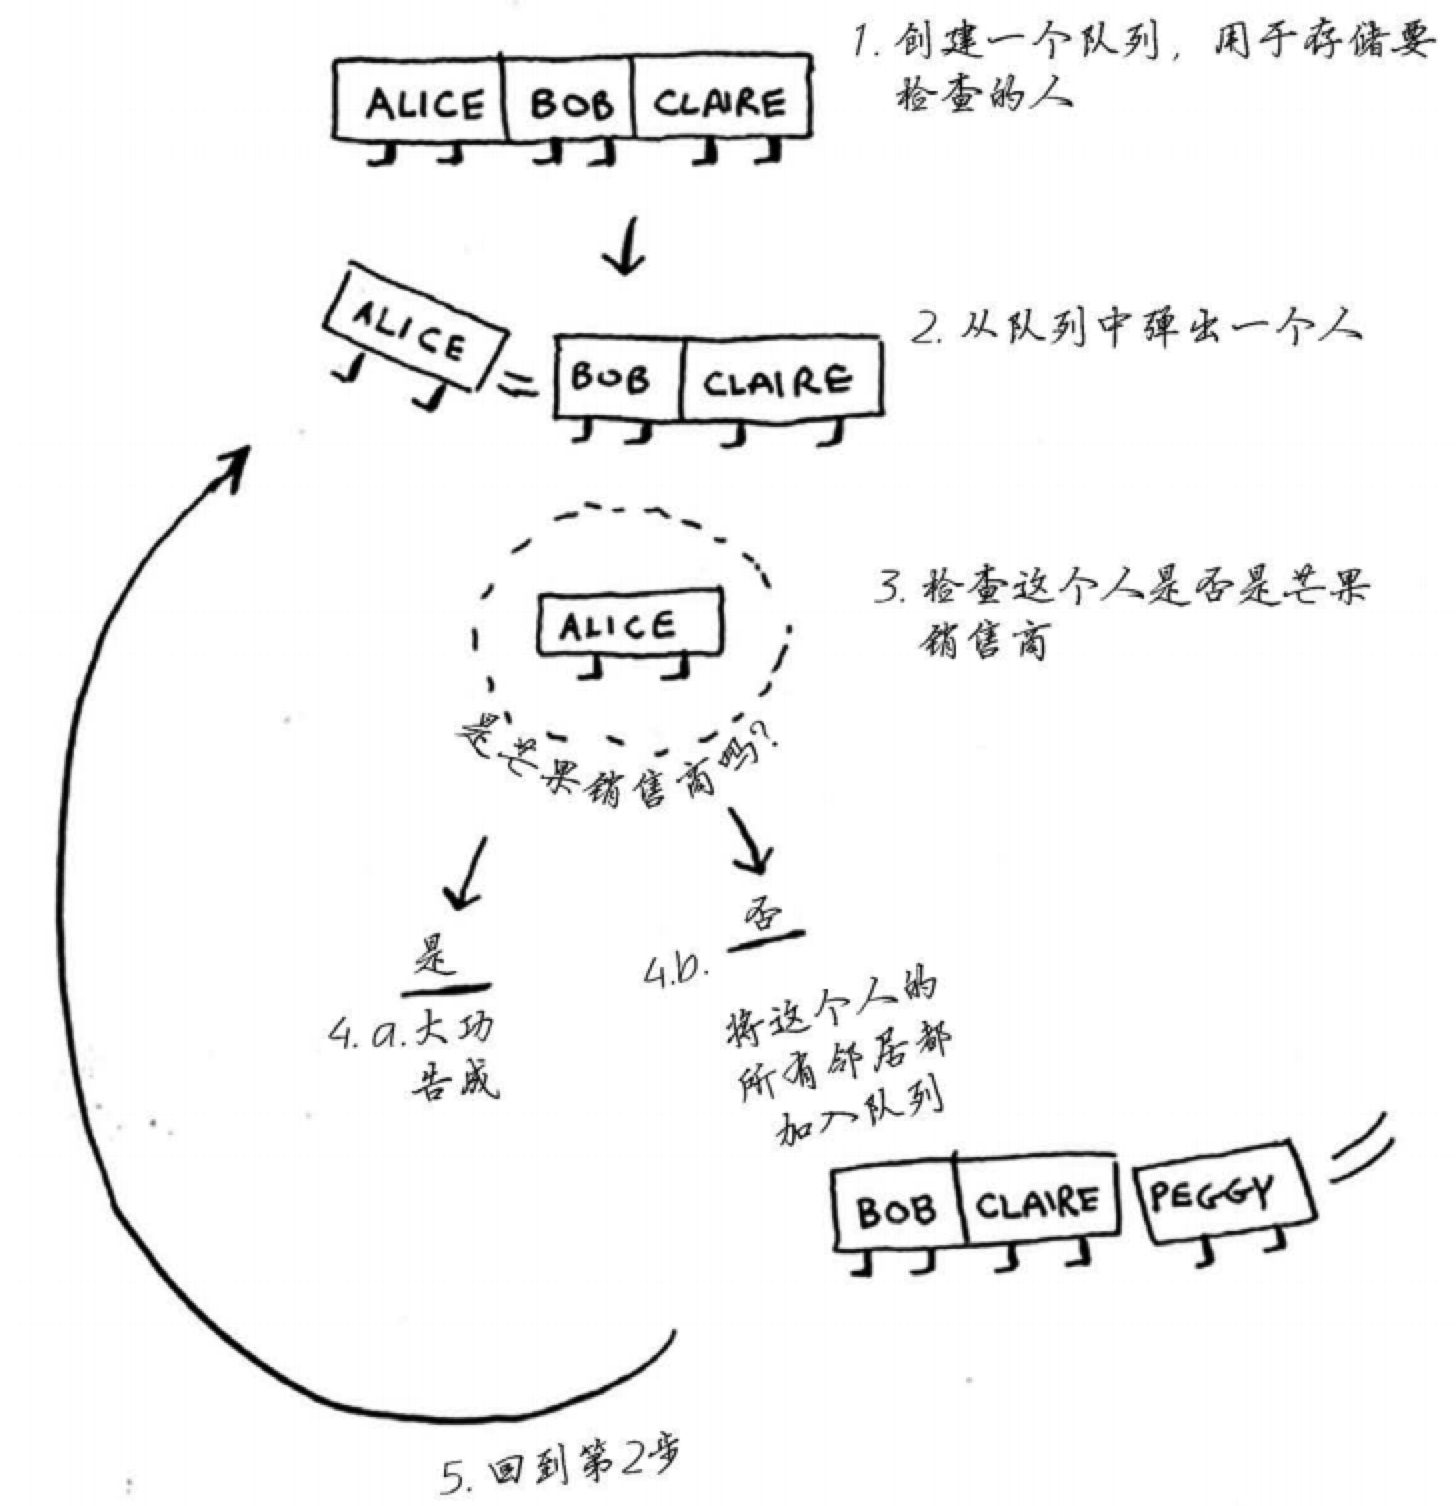 1. 创建一个队列，用于存储要
检查的人
ALICE BOB CLAIRE
2. 从队列中弹出一个人
ALICE BOB CLAIRE
3. 检查这个人是否是芒果
销售商
ALICE
是芒果销售商吗?
是
4.a. 大功
告成
否
4.b.
将这个人的
所有邻居都
加入队列
BOB CLAIRE PEGGY
5. 回到第2步